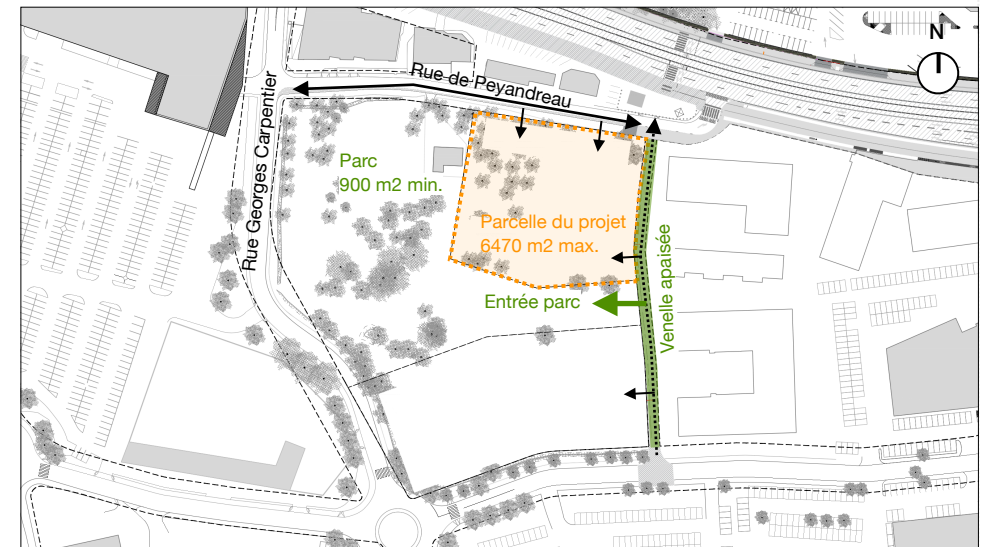 N
Rue de Peyandreau
Rue Georges Carpentier
Parc
900 m2 min.
Parcelle du projet
6470 m2 max.
Entrée parc
Venelle apaisée